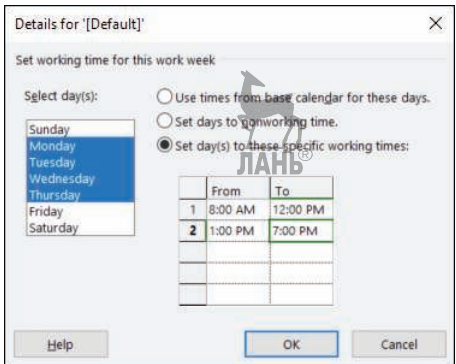 Details for '[Default]'
Set working time for this work week
Select day(s):
Sunday
Monday
Tuesday
Wednesday
Thursday
Friday
Saturday
Use times from base calendar for these days.
Set days to nonworking time.
Set day(s) to these specific working times:
ЛАНЬ®
From To
1 8:00 AM 12:00 PM
2 1:00 PM 7:00 PM
Help OK Cancel